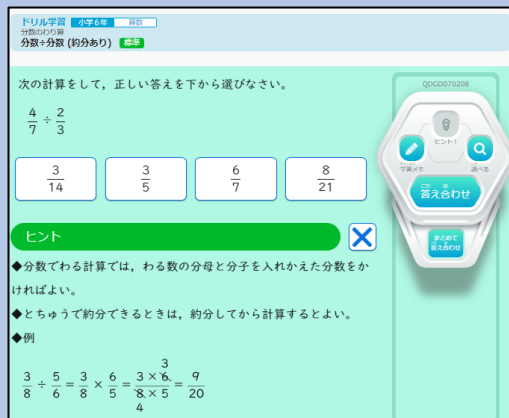 ドリル学習 小学6年 算数
分数のわり算
分数÷分数 (約分あり) 標準
次の計算をして，正しい答えを下から選びなさい。
4/7 ÷ 2/3
3/14 3/5 6/7 8/21
QDGD070208
ヒント！
学習メモ 調べる
こた あ
答え合わせ
まとめて
答え合わせ
ヒント
◆分数でわる計算では，わる数の分母と分子を入れかえた分数をか
ければよい。
◆とちゅうで約分できるときは，約分してから計算するとよい。
◆例
3
3/8 ÷ 5/6 = 3/8 × 6/5 = 3×6/8×5 = 9/20
4